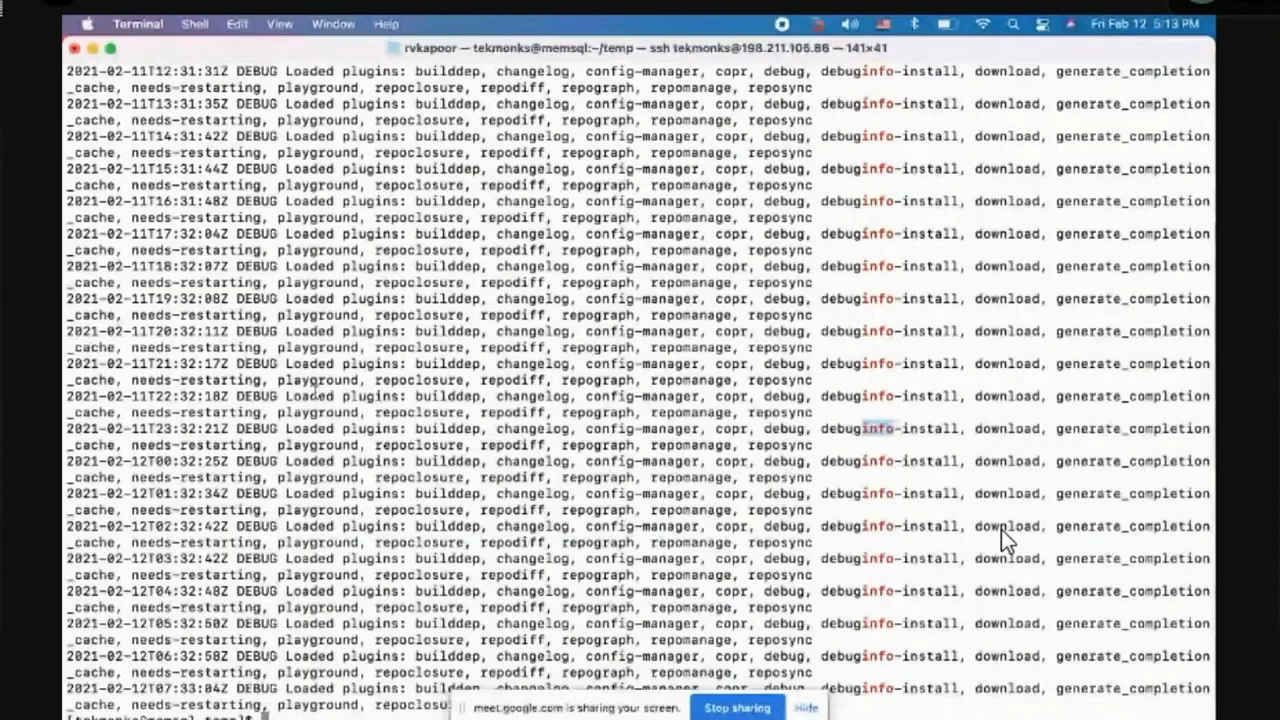 Terminal Shell Edit View Window Help Fri Feb 12 5:13 PM
rvkapoor — tekmonks@memsql:~/temp — ssh tekmonks@198.211.105.86 — 141×41
2021-02-11T12:31:31Z DEBUG Loaded plugins: builddep, changelog, config-manager, copr, debug, debuginfo-install, download, generate_completion
_cache, needs-restarting, playground, repoclosure, repodiff, repograph, repomanage, reposync
2021-02-11T13:31:35Z DEBUG Loaded plugins: builddep, changelog, config-manager, copr, debug, debuginfo-install, download, generate_completion
_cache, needs-restarting, playground, repoclosure, repodiff, repograph, repomanage, reposync
2021-02-11T14:31:42Z DEBUG Loaded plugins: builddep, changelog, config-manager, copr, debug, debuginfo-install, download, generate_completion
_cache, needs-restarting, playground, repoclosure, repodiff, repograph, repomanage, reposync
2021-02-11T15:31:44Z DEBUG Loaded plugins: builddep, changelog, config-manager, copr, debug, debuginfo-install, download, generate_completion
_cache, needs-restarting, playground, repoclosure, repodiff, repograph, repomanage, reposync
2021-02-11T16:31:48Z DEBUG Loaded plugins: builddep, changelog, config-manager, copr, debug, debuginfo-install, download, generate_completion
_cache, needs-restarting, playground, repoclosure, repodiff, repograph, repomanage, reposync
2021-02-11T17:32:04Z DEBUG Loaded plugins: builddep, changelog, config-manager, copr, debug, debuginfo-install, download, generate_completion
_cache, needs-restarting, playground, repoclosure, repodiff, repograph, repomanage, reposync
2021-02-11T18:32:07Z DEBUG Loaded plugins: builddep, changelog, config-manager, copr, debug, debuginfo-install, download, generate_completion
_cache, needs-restarting, playground, repoclosure, repodiff, repograph, repomanage, reposync
2021-02-11T19:32:08Z DEBUG Loaded plugins: builddep, changelog, config-manager, copr, debug, debuginfo-install, download, generate_completion
_cache, needs-restarting, playground, repoclosure, repodiff, repograph, repomanage, reposync
2021-02-11T20:32:11Z DEBUG Loaded plugins: builddep, changelog, config-manager, copr, debug, debuginfo-install, download, generate_completion
_cache, needs-restarting, playground, repoclosure, repodiff, repograph, repomanage, reposync
2021-02-11T21:32:17Z DEBUG Loaded plugins: builddep, changelog, config-manager, copr, debug, debuginfo-install, download, generate_completion
_cache, needs-restarting, playground, repoclosure, repodiff, repograph, repomanage, reposync
2021-02-11T22:32:18Z DEBUG Loaded plugins: builddep, changelog, config-manager, copr, debug, debuginfo-install, download, generate_completion
_cache, needs-restarting, playground, repoclosure, repodiff, repograph, repomanage, reposync
2021-02-11T23:32:21Z DEBUG Loaded plugins: builddep, changelog, config-manager, copr, debug, debuginfo-install, download, generate_completion
_cache, needs-restarting, playground, repoclosure, repodiff, repograph, repomanage, reposync
2021-02-12T00:32:25Z DEBUG Loaded plugins: builddep, changelog, config-manager, copr, debug, debuginfo-install, download, generate_completion
_cache, needs-restarting, playground, repoclosure, repodiff, repograph, repomanage, reposync
2021-02-12T01:32:34Z DEBUG Loaded plugins: builddep, changelog, config-manager, copr, debug, debuginfo-install, download, generate_completion
_cache, needs-restarting, playground, repoclosure, repodiff, repograph, repomanage, reposync
2021-02-12T02:32:42Z DEBUG Loaded plugins: builddep, changelog, config-manager, copr, debug, debuginfo-install, download, generate_completion
_cache, needs-restarting, playground, repoclosure, repodiff, repograph, repomanage, reposync
2021-02-12T03:32:42Z DEBUG Loaded plugins: builddep, changelog, config-manager, copr, debug, debuginfo-install, download, generate_completion
_cache, needs-restarting, playground, repoclosure, repodiff, repograph, repomanage, reposync
2021-02-12T04:32:48Z DEBUG Loaded plugins: builddep, changelog, config-manager, copr, debug, debuginfo-install, download, generate_completion
_cache, needs-restarting, playground, repoclosure, repodiff, repograph, repomanage, reposync
2021-02-12T05:32:50Z DEBUG Loaded plugins: builddep, changelog, config-manager, copr, debug, debuginfo-install, download, generate_completion
_cache, needs-restarting, playground, repoclosure, repodiff, repograph, repomanage, reposync
2021-02-12T06:32:58Z DEBUG Loaded plugins: builddep, changelog, config-manager, copr, debug, debuginfo-install, download, generate_completion
_cache, needs-restarting, playground, repoclosure, repodiff, repograph, repomanage, reposync
2021-02-12T07:33:04Z DEBUG Loaded plugins: builddep, changelog, config-manager, copr, debug, debuginfo-install, download, generate_completion
_cache, needs-restarting, playground, repoclosu
meet.google.com is sharing your screen. Stop sharing Hide
[tekmonks@memsql temp]$